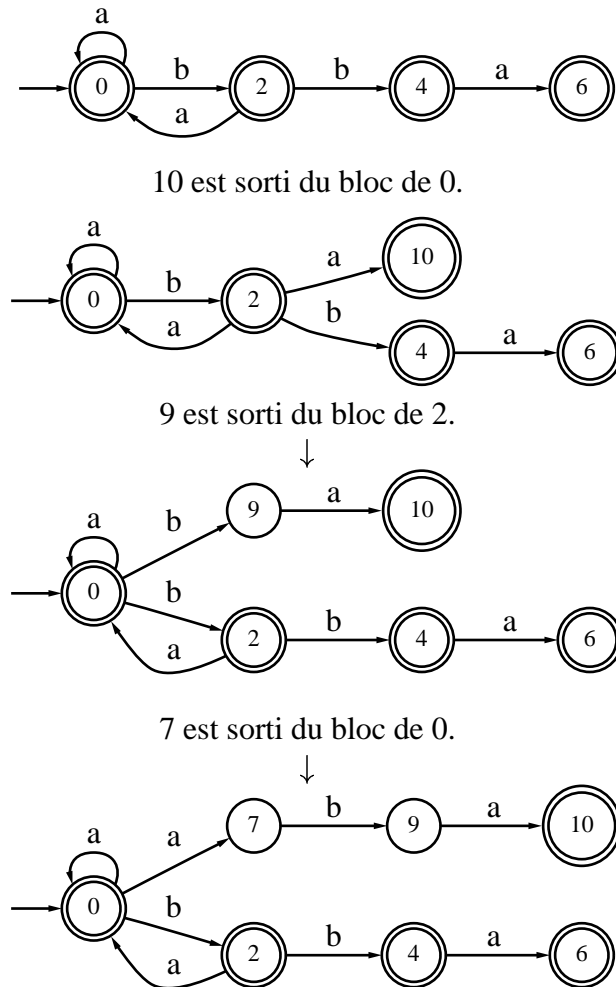 a
0 b 2 b 4 a 6
a
10 est sorti du bloc de 0.
a
a 10
0 b 2
a b
4 a 6
9 est sorti du bloc de 2.
↓
a
b 9 a 10
0
b
a 2 b 4 a 6
7 est sorti du bloc de 0.
↓
a
a 7 b 9 a 10
0
b
a 2 b 4 a 6